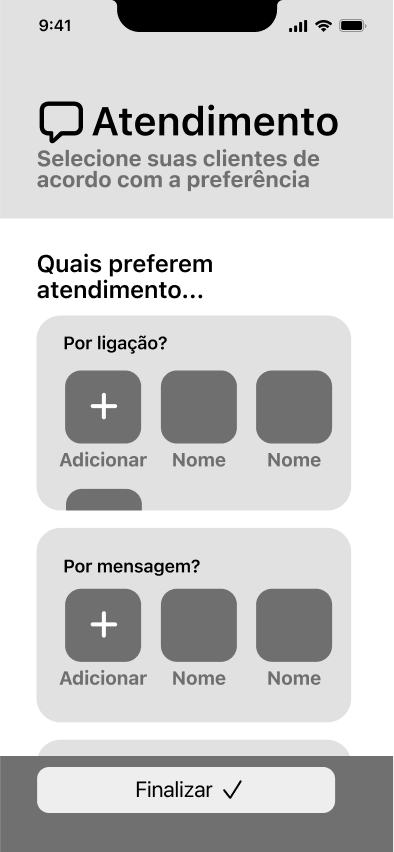 9:41
Atendimento
Selecione suas clientes de
acordo com a preferência
Quais preferem
atendimento...
Por ligação?
Adicionar Nome Nome
Por mensagem?
Adicionar Nome Nome
Finalizar